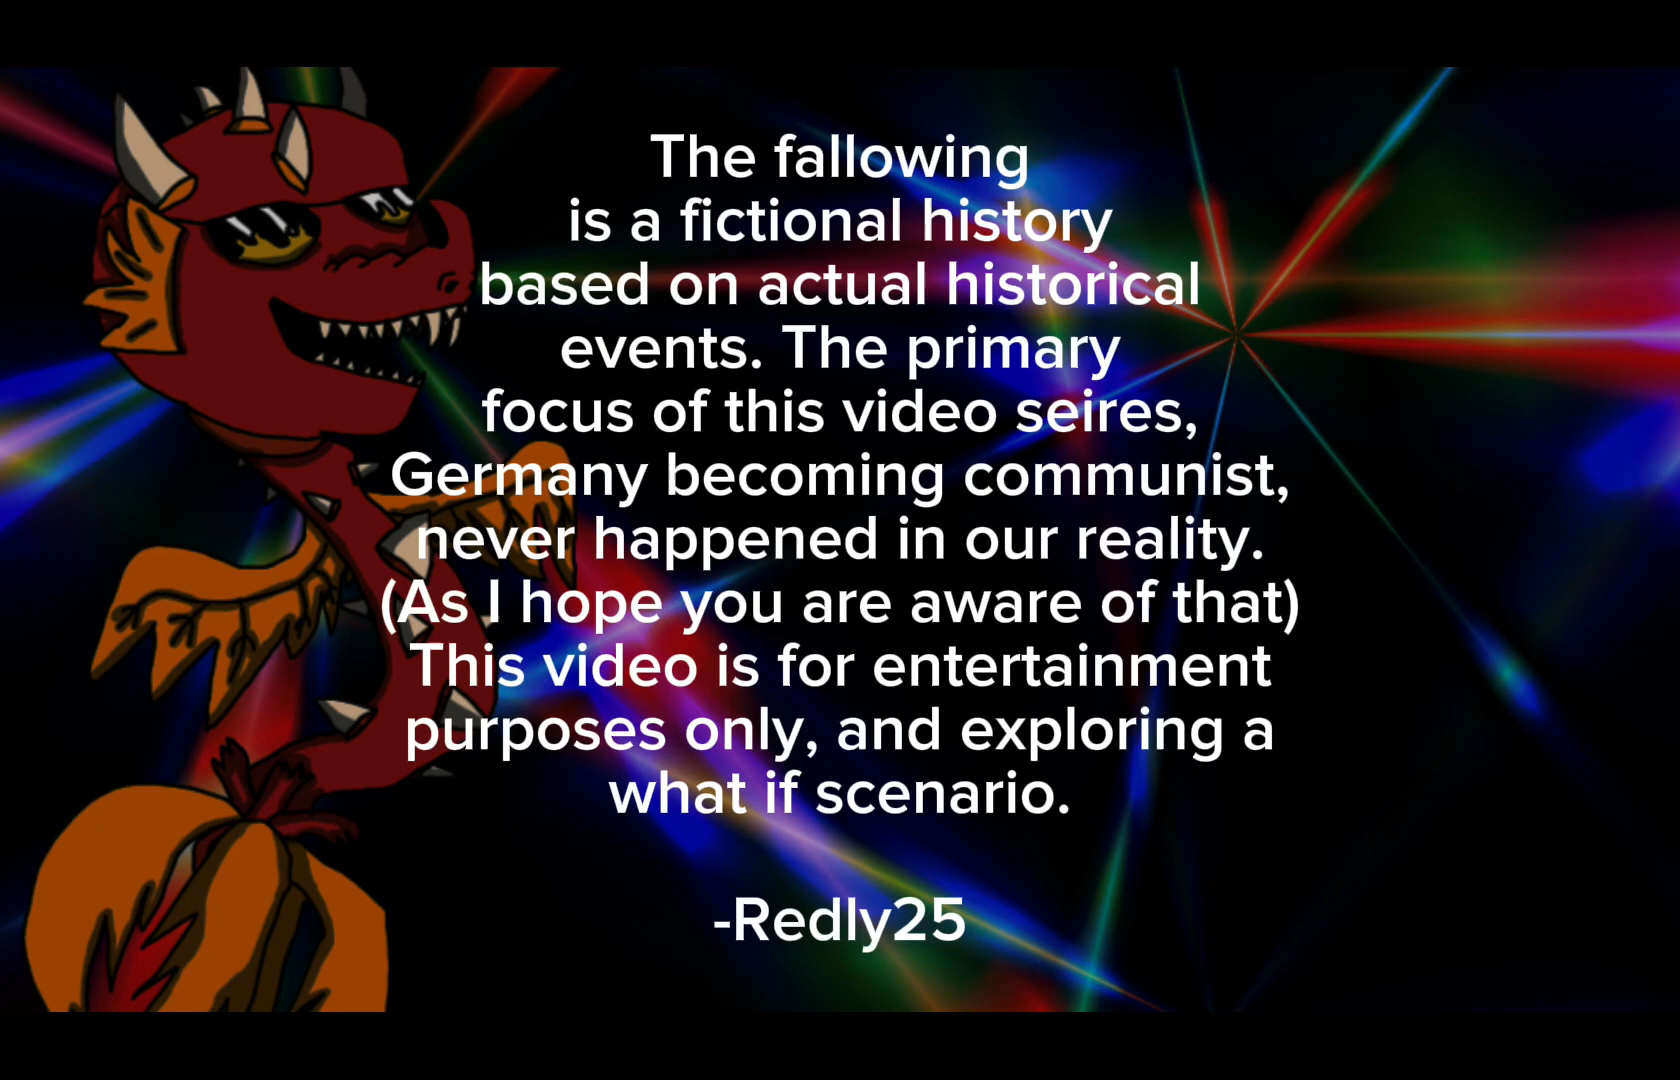 The fallowing
is a fictional history
based on actual historical
events. The primary
focus of this video seires,
Germany becoming communist,
never happened in our reality.
(As I hope you are aware of that)
This video is for entertainment
purposes only, and exploring a
what if scenario.
-Redly25